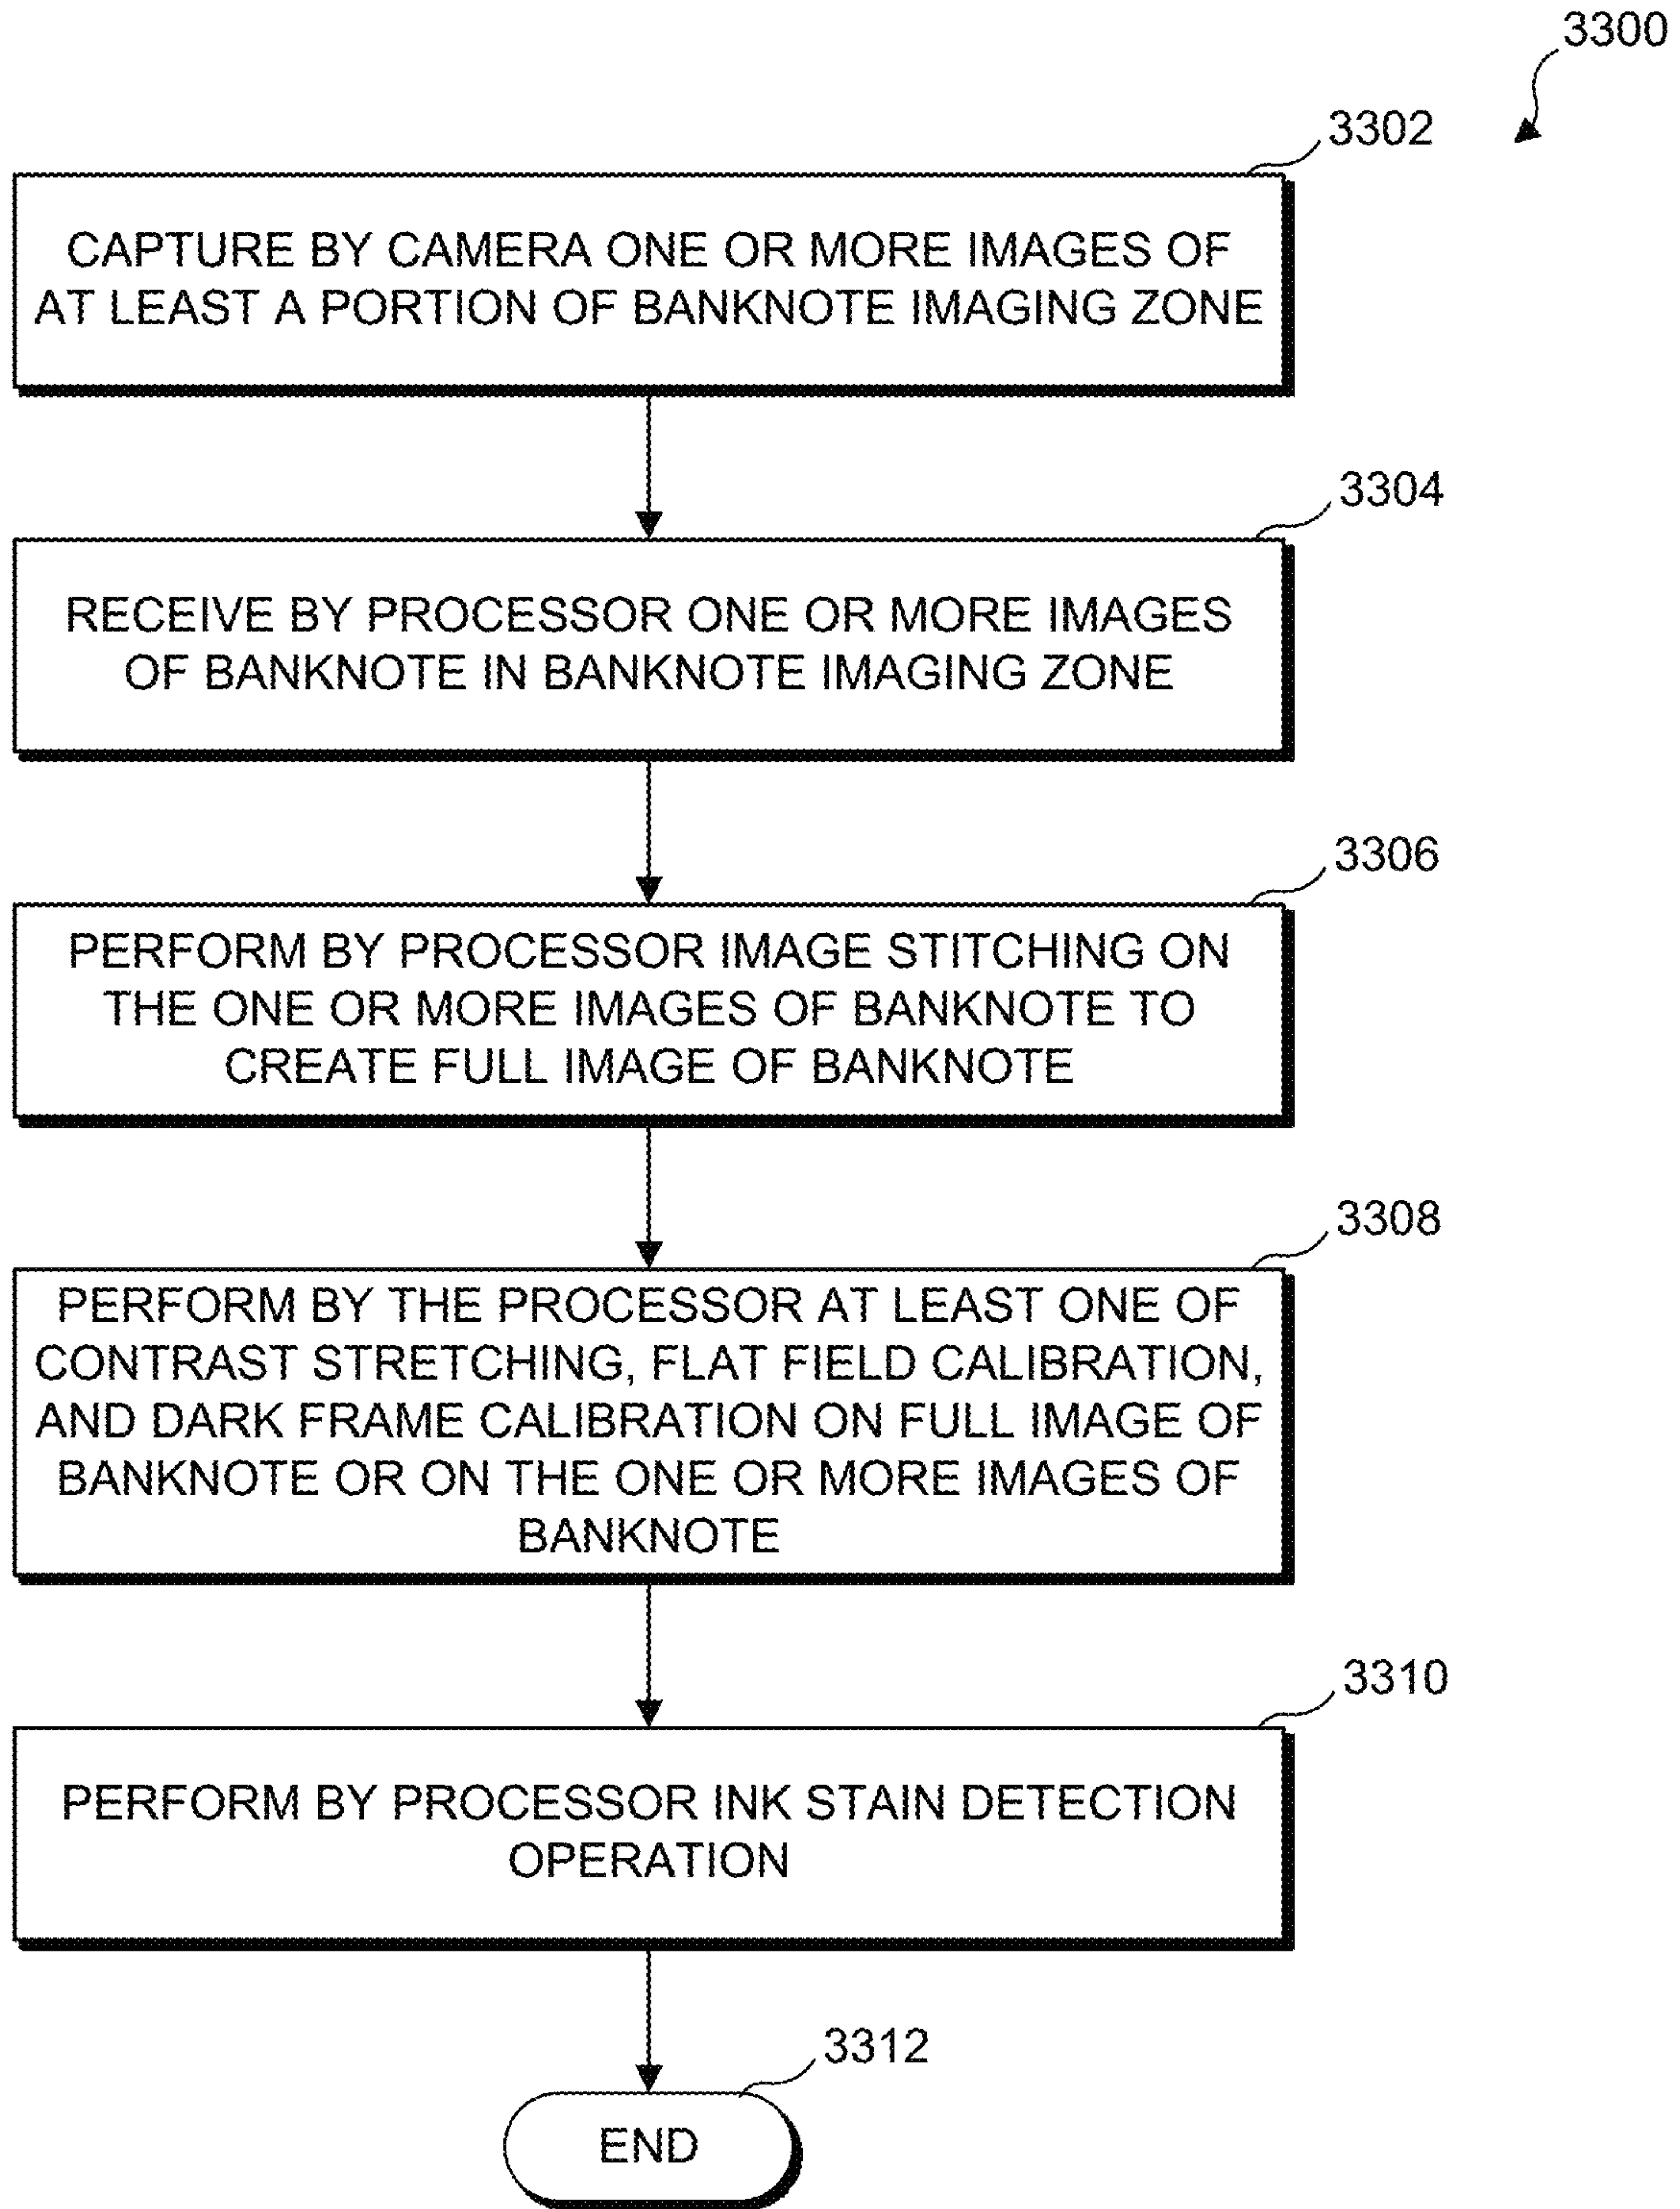 3300
3302
CAPTURE BY CAMERA ONE OR MORE IMAGES OF
AT LEAST A PORTION OF BANKNOTE IMAGING ZONE
3304
RECEIVE BY PROCESSOR ONE OR MORE IMAGES
OF BANKNOTE IN BANKNOTE IMAGING ZONE
3306
PERFORM BY PROCESSOR IMAGE STITCHING ON
THE ONE OR MORE IMAGES OF BANKNOTE TO
CREATE FULL IMAGE OF BANKNOTE
3308
PERFORM BY THE PROCESSOR AT LEAST ONE OF
CONTRAST STRETCHING, FLAT FIELD CALIBRATION,
AND DARK FRAME CALIBRATION ON FULL IMAGE OF
BANKNOTE OR ON THE ONE OR MORE IMAGES OF
BANKNOTE
3310
PERFORM BY PROCESSOR INK STAIN DETECTION
OPERATION
3312
END